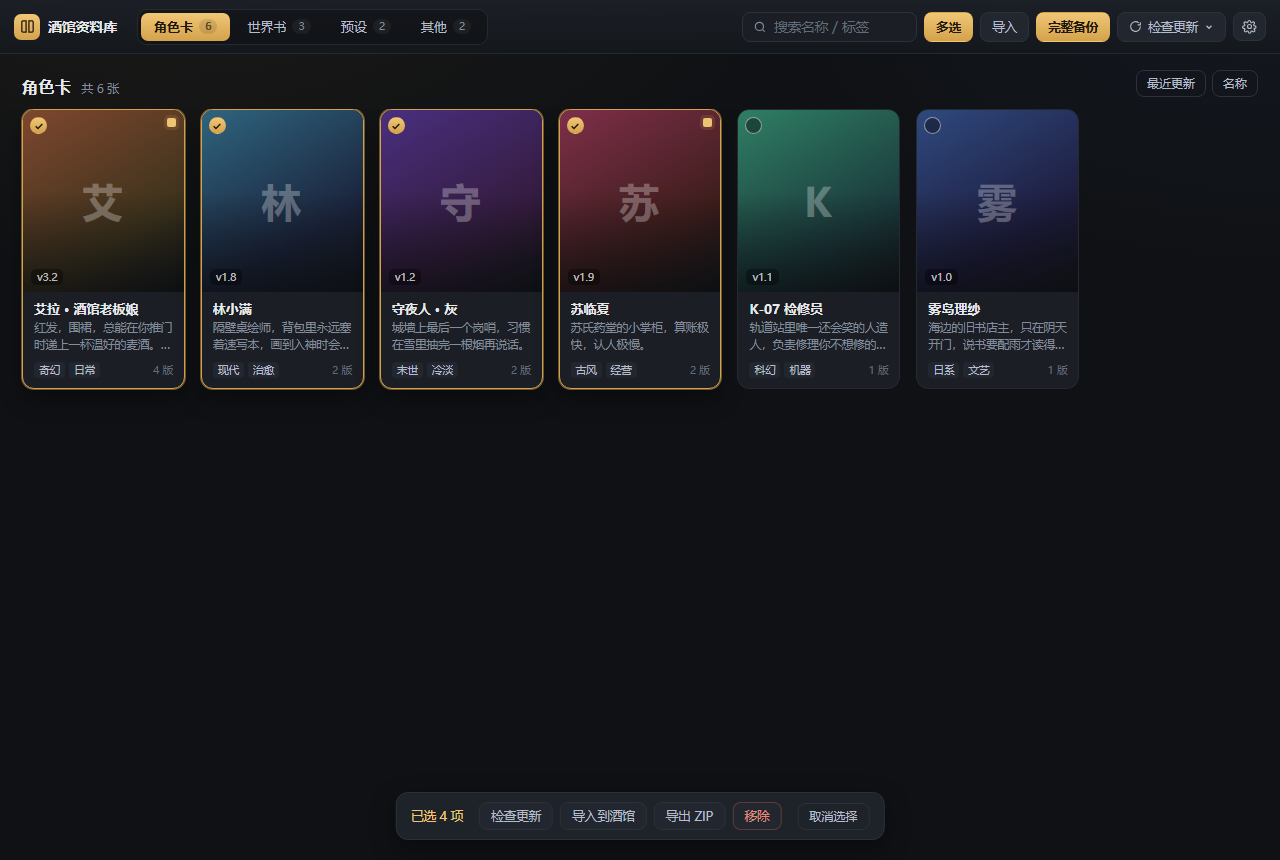 酒馆资料库
角色卡 6
世界书 3
预设 2
其他 2
搜索名称 / 标签
多选
导入
完整备份
检查更新
角色卡 共 6 张
最近更新
名称
艾
v3.2
艾拉 • 酒馆老板娘
红发，围裙，总能在你推门
时递上一杯温好的麦酒。…
奇幻 日常 4 版
林
v1.8
林小满
隔壁桌绘师，背包里永远塞
着速写本，画到入神时会…
现代 治愈 2 版
守
v1.2
守夜人 • 灰
城墙上最后一个岗哨，习惯
在雪里抽完一根烟再说话。
末世 冷淡 2 版
苏
v1.9
苏临夏
苏氏药堂的小掌柜，算账极
快，认人极慢。
古风 经营 2 版
K
v1.1
K-07 检修员
轨道站里唯一还会笑的人造
人，负责修理你不想修的…
科幻 机器 1 版
雾
v1.0
雾岛理纱
海边的旧书店主，只在阴天
开门，说书要配雨才读得…
日系 文艺 1 版
已选 4 项
检查更新
导入到酒馆
导出 ZIP
移除
取消选择